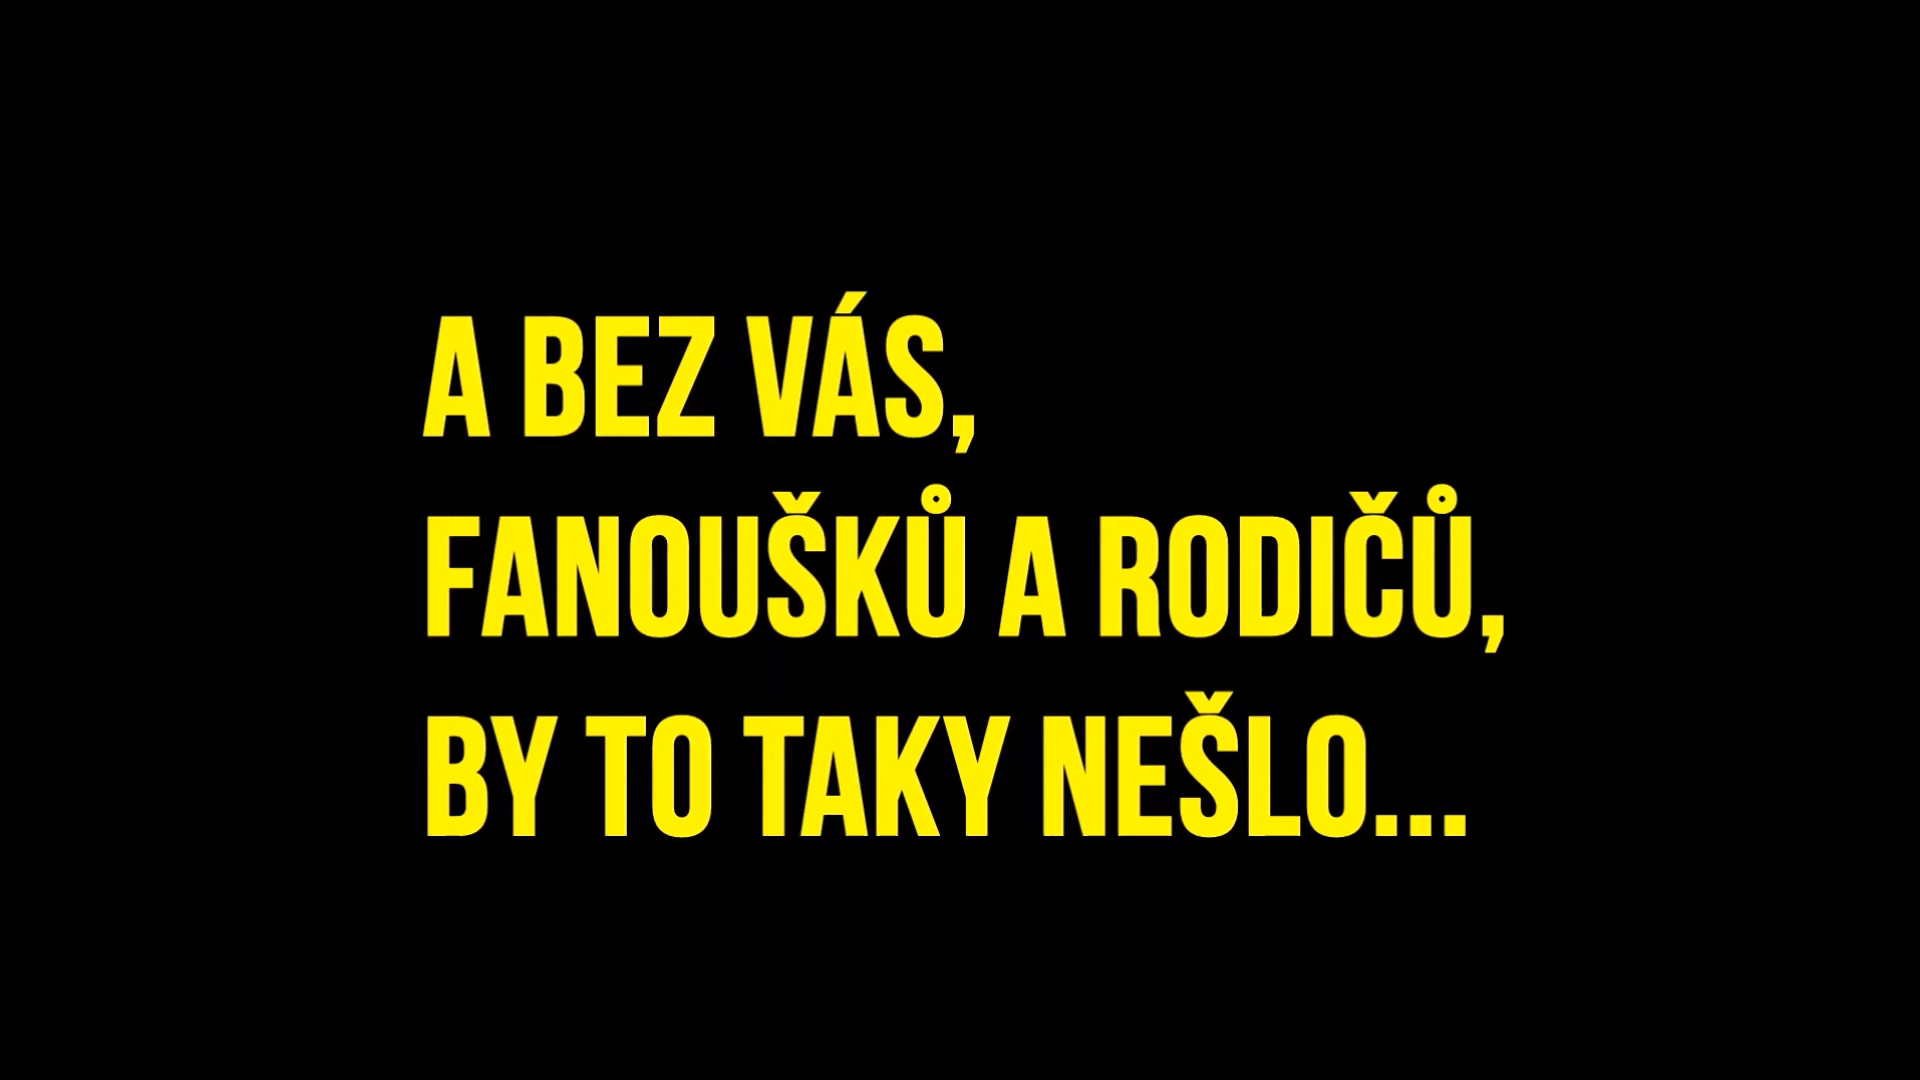 A BEZ VÁS,
FANOUŠKŮ A RODIČŮ,
BY TO TAKY NEŠLO...